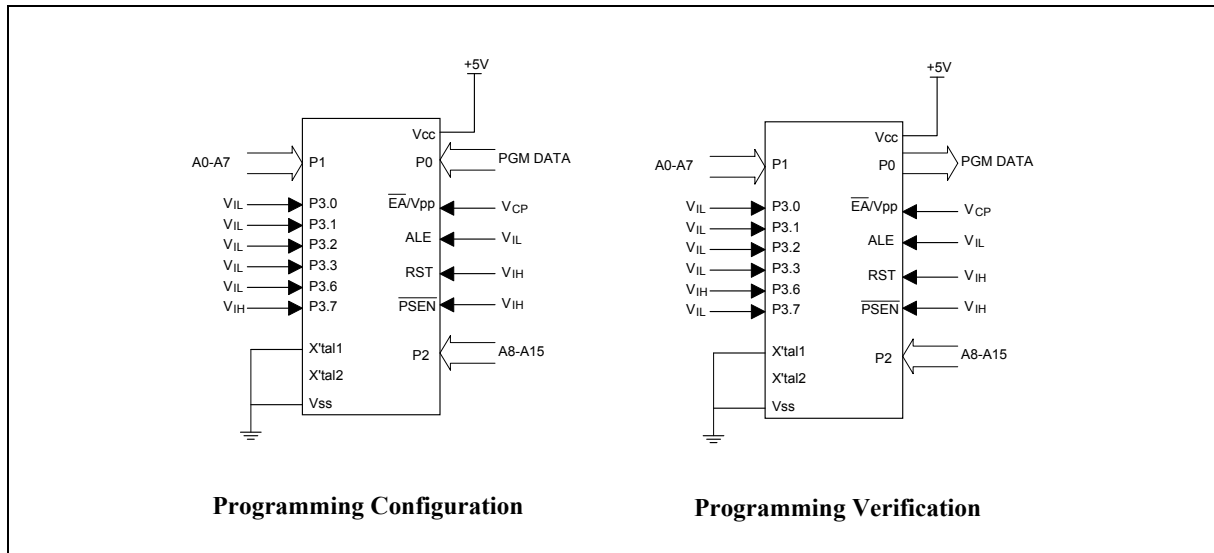 +5V
Vcc
A0-A7
P1
P0
PGM DATA
VIL
P3.0
EA/Vpp
VCP
VIL
P3.1
VIL
P3.2
ALE
VIL
VIL
P3.3
RST
VIH
VIL
P3.6
VIH
P3.7
PSEN
VIH
X'tal1
P2
A8-A15
X'tal2
Vss
Programming Configuration
+5V
Vcc
A0-A7
P1
P0
PGM DATA
VIL
P3.0
EA/Vpp
VCP
VIL
P3.1
VIL
P3.2
ALE
VIL
VIL
P3.3
RST
VIH
VIH
P3.6
VIL
P3.7
PSEN
VIH
X'tal1
P2
A8-A15
X'tal2
Vss
Programming Verification